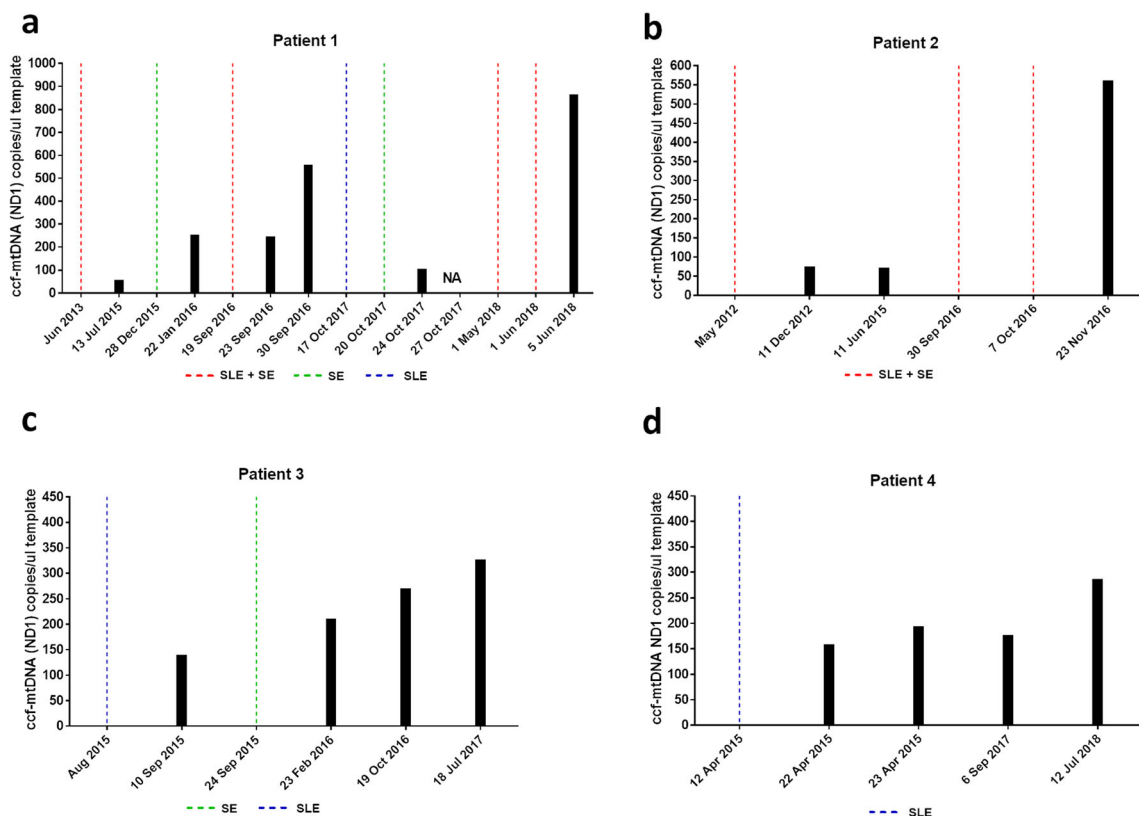 a
Patient 1
ccf-mtDNA (ND1) copies/ul template
1000
900
800
700
600
500
400
300
200
100
0
NA
Jun 2013
13 Jul 2015
28 Dec 2015
22 Jan 2016
19 Sep 2016
23 Sep 2016
30 Sep 2016
17 Oct 2017
20 Oct 2017
24 Oct 2017
27 Oct 2017
1 May 2018
1 Jun 2018
5 Jun 2018
SLE + SE SE SLE
b
Patient 2
ccf-mtDNA (ND1) copies/ul template
600
550
500
450
400
350
300
250
200
150
100
50
0
May 2012
11 Dec 2012
11 Jun 2015
30 Sep 2016
7 Oct 2016
23 Nov 2016
SLE + SE
c
Patient 3
ccf-mtDNA (ND1) copies/ul template
450
400
350
300
250
200
150
100
50
0
Aug 2015
10 Sep 2015
24 Sep 2015
23 Feb 2016
19 Oct 2016
18 Jul 2017
SE SLE
d
Patient 4
ccf-mtDNA ND1 copies/ul template
450
400
350
300
250
200
150
100
50
0
12 Apr 2015
22 Apr 2015
23 Apr 2015
6 Sep 2017
12 Jul 2018
SLE